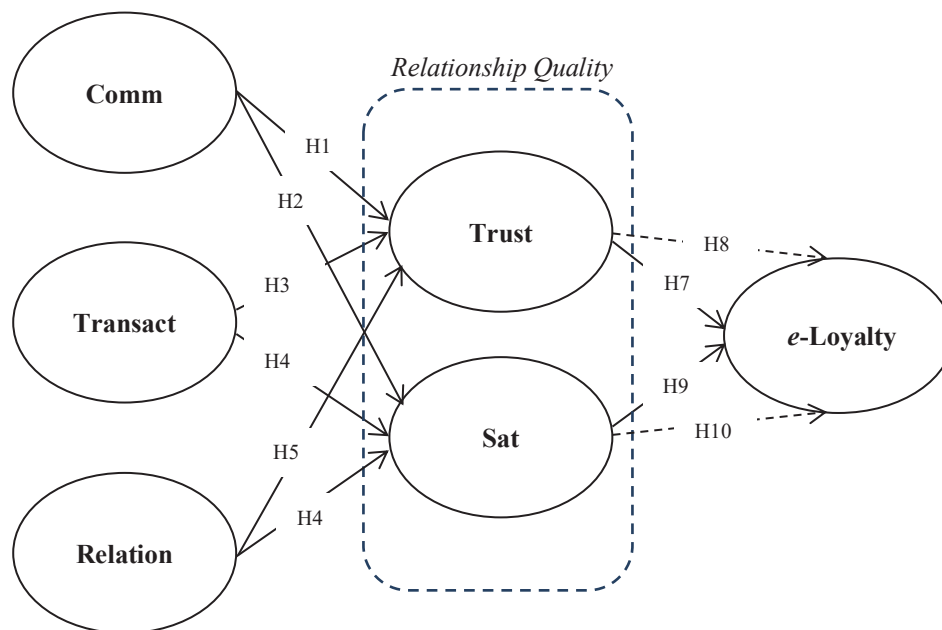 Relationship Quality
Comm
H1
H2
Trust
H8
H3
H7
Transact
e-Loyalty
H4
H9
Sat
H10
H5
H4
Relation